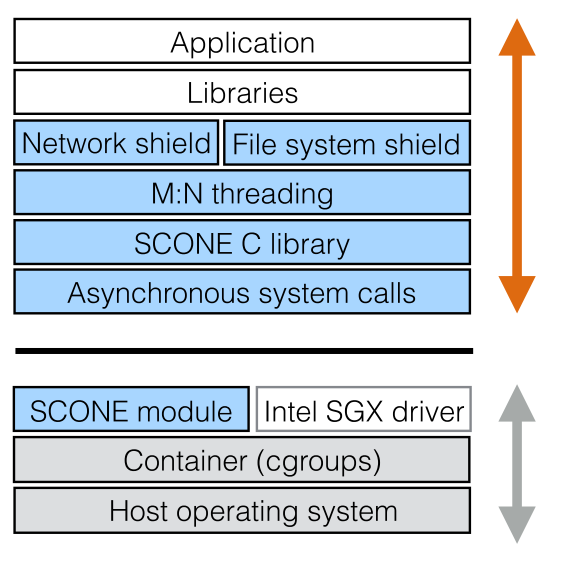 Application
Libraries
Network shield
File system shield
M:N threading
SCONE C library
Asynchronous system calls
SCONE module
Intel SGX driver
Container (cgroups)
Host operating system